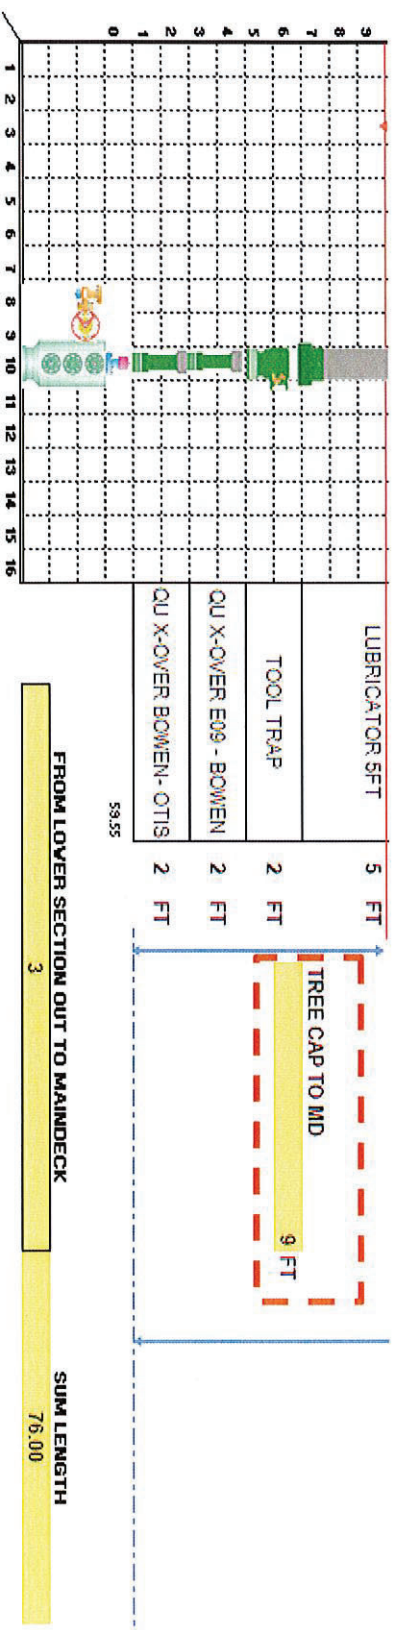 9
LUBRICATOR 5FT 5 FT
8
7
TREE CAP TO MD
6
9 FT
TOOL TRAP 2 FT
5
4
QU X-OVER E09 - BOWEN 2 FT
3
2
QU X-OVER BOWEN- OTIS 2 FT
1
0
59.55
FROM LOVER SECTION OUT TO MAINDECK SUM LENGTH
3 76.00
1 2 3 4 5 6 7 8 9 10 11 12 13 14 15 16